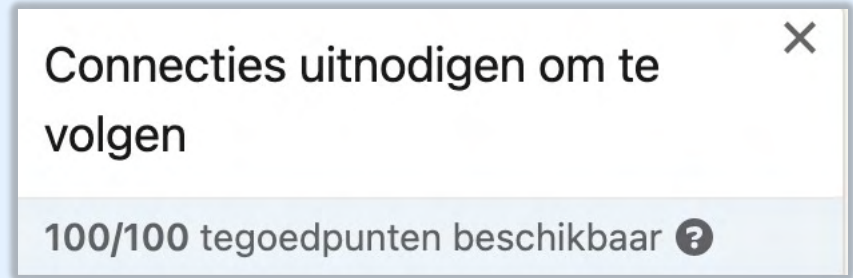 Connecties uitnodigen om te
volgen
100/100 tegoedpunten beschikbaar